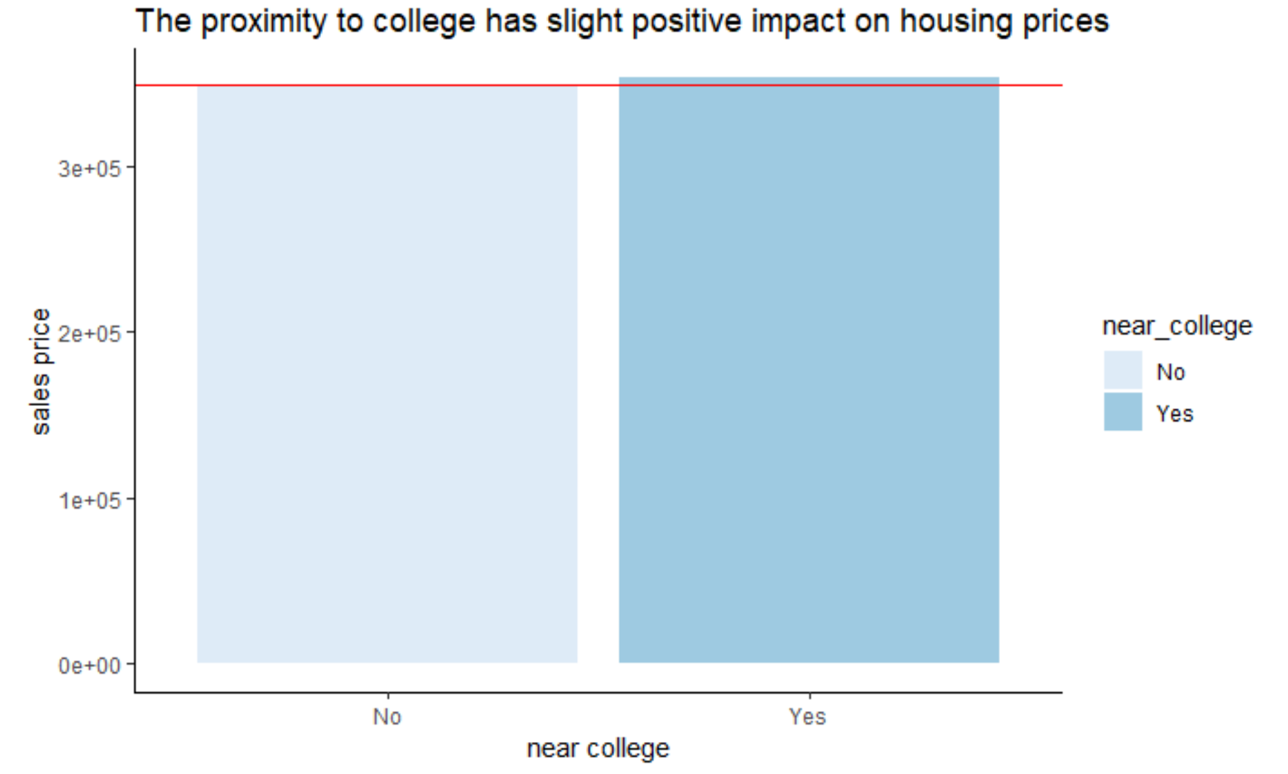 The proximity to college has slight positive impact on housing prices
sales price
3e+05
2e+05
1e+05
0e+00
No
Yes
near college
near_college
No
Yes